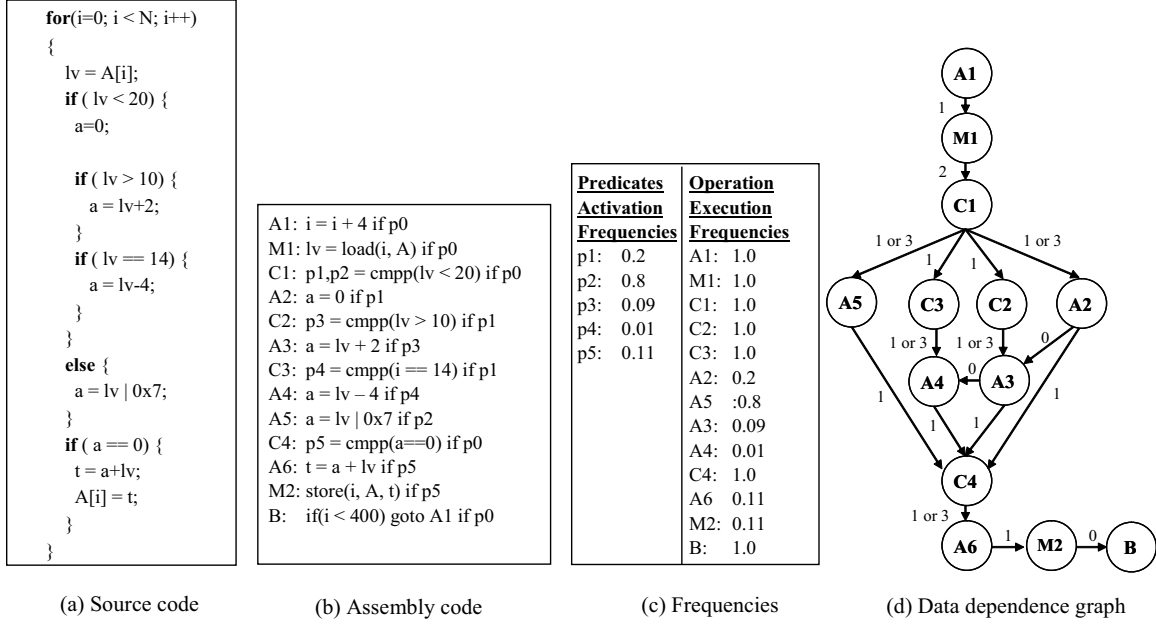 for(i=0; i < N; i++)
{
lv = A[i];
if ( lv < 20) {
a=0;
if ( lv > 10) {
a = lv+2;
}
if ( lv == 14) {
a = lv-4;
}
}
else {
a = lv | 0x7;
}
if ( a == 0) {
t = a+lv;
A[i] = t;
}
}
(a) Source code
A1: i = i + 4 if p0
M1: lv = load(i, A) if p0
C1: p1,p2 = cmpp(lv < 20) if p0
A2: a = 0 if p1
C2: p3 = cmpp(lv > 10) if p1
A3: a = lv + 2 if p3
C3: p4 = cmpp(i == 14) if p1
A4: a = lv – 4 if p4
A5: a = lv | 0x7 if p2
C4: p5 = cmpp(a==0) if p0
A6: t = a + lv if p5
M2: store(i, A, t) if p5
B: if(i < 400) goto A1 if p0
(b) Assembly code
Predicates
Activation
Frequencies
p1: 0.2
p2: 0.8
p3: 0.09
p4: 0.01
p5: 0.11
Operation
Execution
Frequencies
A1: 1.0
M1: 1.0
C1: 1.0
C2: 1.0
C3: 1.0
A2: 0.2
A5 :0.8
A3: 0.09
A4: 0.01
C4: 1.0
A6 0.11
M2: 0.11
B: 1.0
(c) Frequencies
A1
1
M1
2
C1
1 or 3
1
1
1 or 3
A5
C3
C2
A2
1 or 3
1 or 3
0
A4
0
A3
1
1
1
1
C4
1 or 3
A6
1
M2
0
B
(d) Data dependence graph